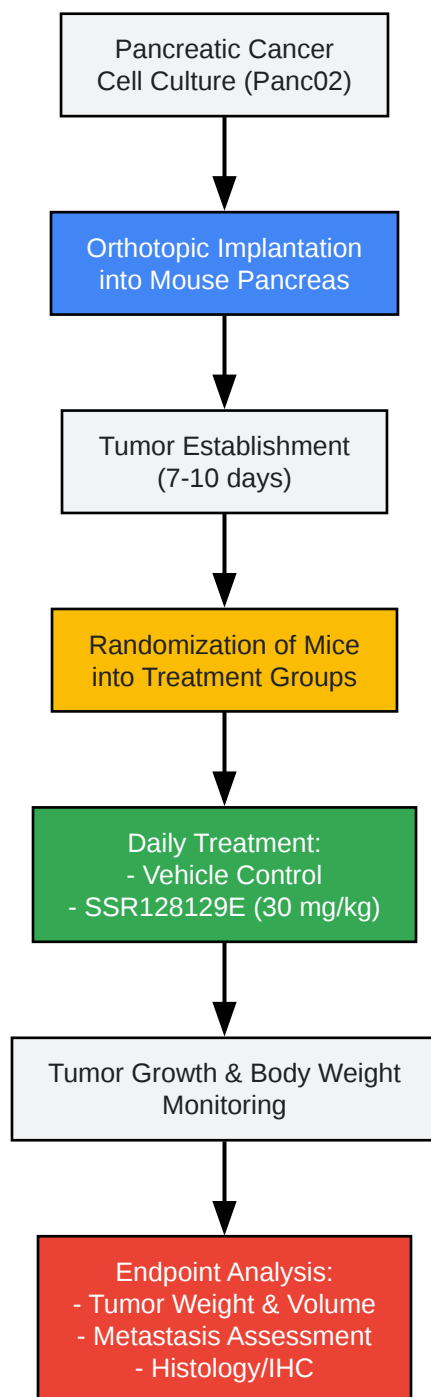 Pancreatic Cancer
Cell Culture (Panc02)
Orthotopic Implantation
into Mouse Pancreas
Tumor Establishment
(7-10 days)
Randomization of Mice
into Treatment Groups
Daily Treatment:
- Vehicle Control
- SSR128129E (30 mg/kg)
Tumor Growth & Body Weight
Monitoring
Endpoint Analysis:
- Tumor Weight & Volume
- Metastasis Assessment
- Histology/IHC